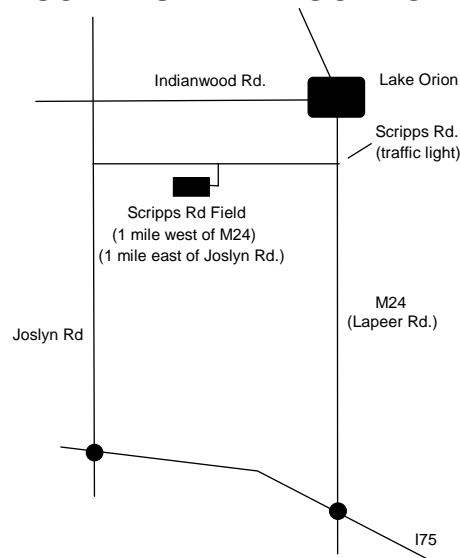 Indianwood Rd.
Lake Orion
Scripps Rd.
(traffic light)
Scripps Rd Field
(1 mile west of M24)
(1 mile east of Joslyn Rd.)
M24
(Lapeer Rd.)
Joslyn Rd
I75